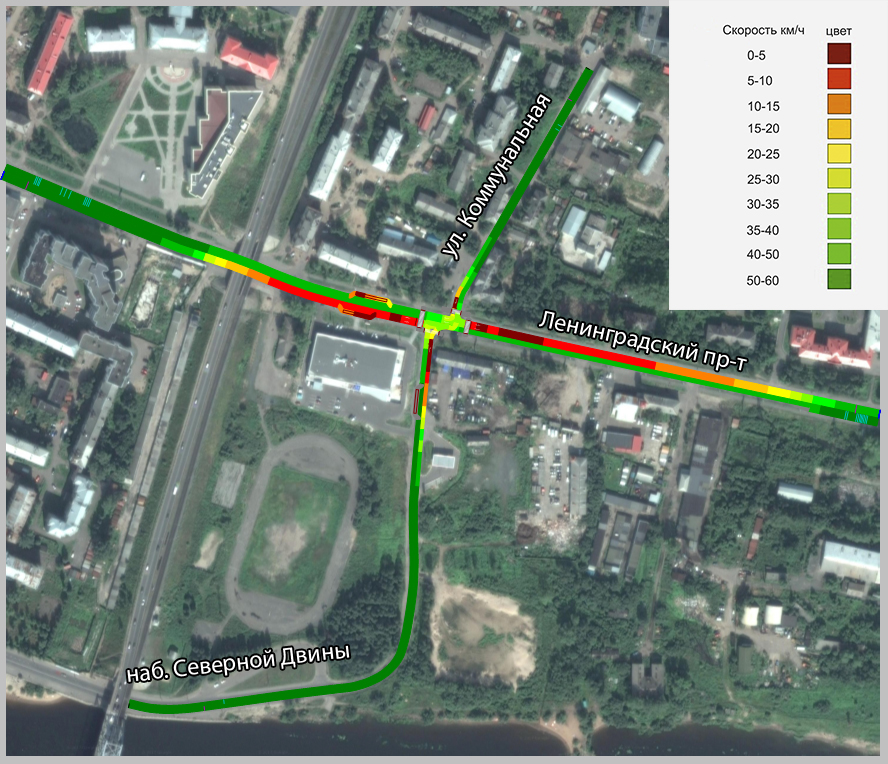 Скорость км/ч цвет
0-5
5-10
10-15
15-20
20-25
25-30
30-35
35-40
40-50
50-60
ул. Коммунальная
Ленинградский пр-т
наб. Северной Двины